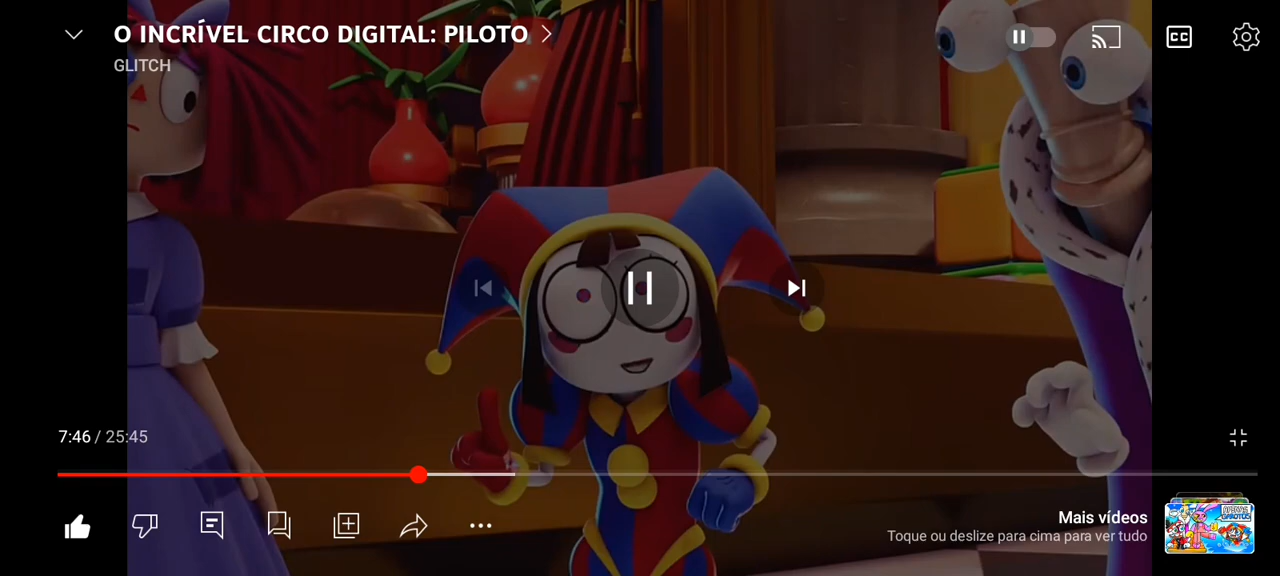 O INCRÍVEL CIRCO DIGITAL: PILOTO
GLITCH
CC
7:46 / 25:45
Mais vídeos
Toque ou deslize para cima para ver tudo